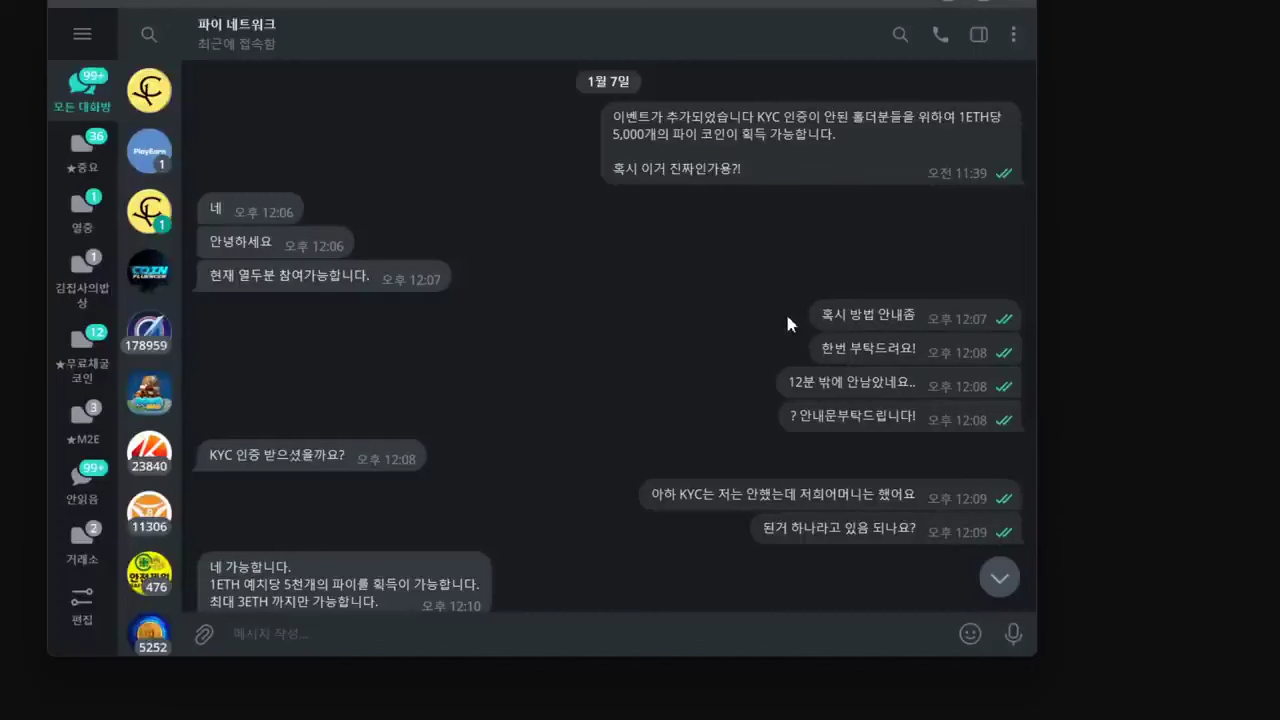 파이 네트워크
최근에 접속함
99+
모든 대화방
36
★중요
1
열중
1
김집사의밥
상
12
★무료채굴
코인
3
★M2E
99+
안읽음
2
거래소
편집
PlayEarn
1
1
COIN
178959
23840
11306
476
5252
1월 7일
이벤트가 추가되었습니다 KYC 인증이 안된 홀더분들을 위하여 1ETH당
5,000개의 파이 코인이 획득 가능합니다.
혹시 이거 진짜인가용?!
오전 11:39
네 오후 12:06
안녕하세요 오후 12:06
현재 열두분 참여가능합니다. 오후 12:07
혹시 방법 안내좀 오후 12:07
한번 부탁드려요! 오후 12:08
12분 밖에 안남았네요.. 오후 12:08
? 안내문부탁드립니다! 오후 12:08
KYC 인증 받으셨을까요? 오후 12:08
아하 KYC는 저는 안했는데 저희어머니는 했어요 오후 12:09
된거 하나라고 있음 되나요? 오후 12:09
네 가능합니다.
1ETH 예치당 5천개의 파이를 획득이 가능합니다.
최대 3ETH 까지만 가능합니다. 오후 12:10
메시지 작성...